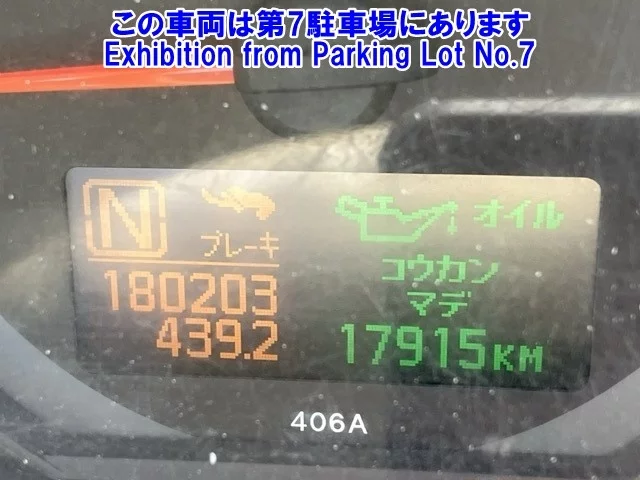 この車両は第7駐車場にあります
Exhibition from Parking Lot No.7
N オイル
ブレーキ
コウカン
180203 マデ
439.2 17915KM
406A